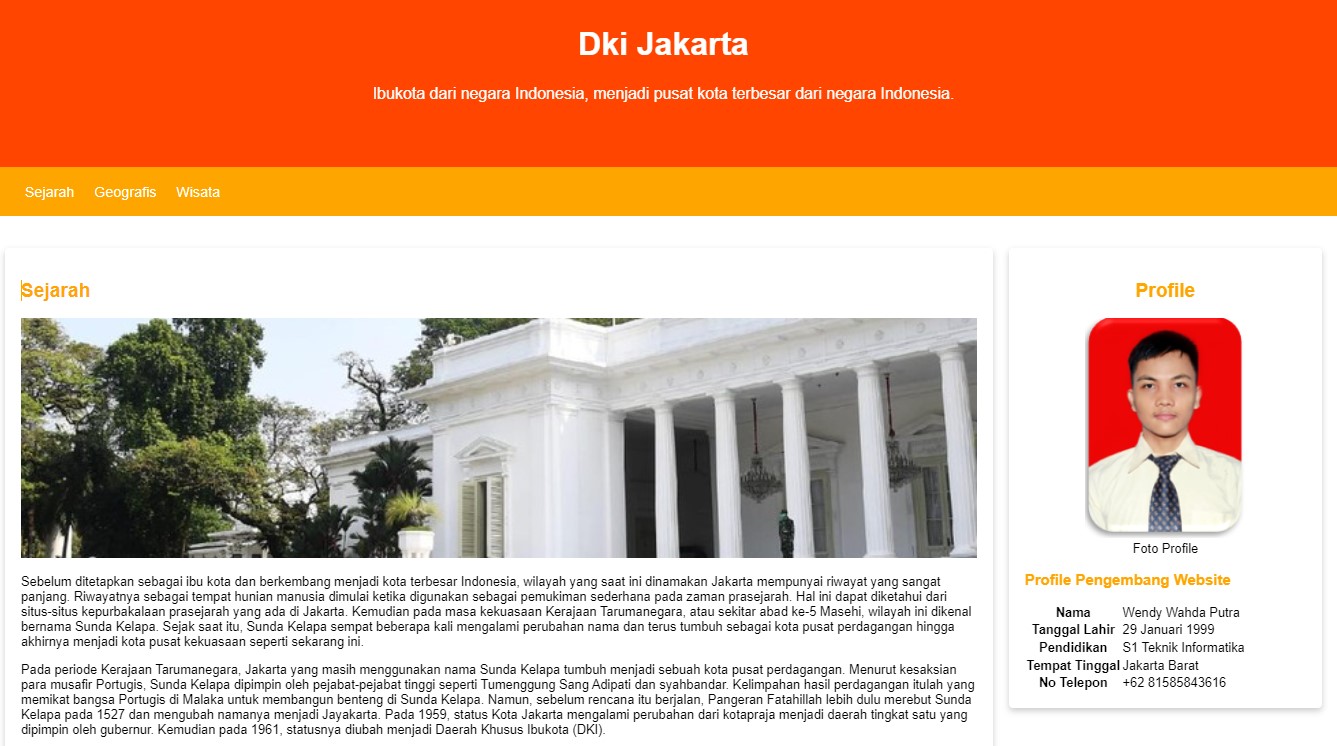 Dki Jakarta
Ibukota dari negara Indonesia, menjadi pusat kota terbesar dari negara Indonesia.
Sejarah Geografis Wisata
Sejarah
Sebelum ditetapkan sebagai ibu kota dan berkembang menjadi kota terbesar Indonesia, wilayah yang saat ini dinamakan Jakarta mempunyai riwayat yang sangat
panjang. Riwayatnya sebagai tempat hunian manusia dimulai ketika digunakan sebagai pemukiman sederhana pada zaman prasejarah. Hal ini dapat diketahui dari
situs-situs kepurbakalaan prasejarah yang ada di Jakarta. Kemudian pada masa kekuasaan Kerajaan Tarumanegara, atau sekitar abad ke-5 Masehi, wilayah ini dikenal
bernama Sunda Kelapa. Sejak saat itu, Sunda Kelapa sempat beberapa kali mengalami perubahan nama dan terus tumbuh sebagai kota pusat perdagangan hingga
akhirnya menjadi kota pusat kekuasaan seperti sekarang ini.
Pada periode Kerajaan Tarumanegara, Jakarta yang masih menggunakan nama Sunda Kelapa tumbuh menjadi sebuah kota pusat perdagangan. Menurut kesaksian
para musafir Portugis, Sunda Kelapa dipimpin oleh pejabat-pejabat tinggi seperti Tumenggung Sang Adipati dan syahbandar. Kelimpahan hasil perdagangan itulah yang
memikat bangsa Portugis di Malaka untuk membangun benteng di Sunda Kelapa. Namun, sebelum rencana itu berjalan, Pangeran Fatahillah lebih dulu merebut Sunda
Kelapa pada 1527 dan mengubah namanya menjadi Jayakarta. Pada 1959, status Kota Jakarta mengalami perubahan dari kotapraja menjadi daerah tingkat satu yang
dipimpin oleh gubernur. Kemudian pada 1961, statusnya diubah menjadi Daerah Khusus Ibukota (DKI).
Profile
Foto Profile
Profile Pengembang Website
Nama Wendy Wahda Putra
Tanggal Lahir 29 Januari 1999
Pendidikan S1 Teknik Informatika
Tempat Tinggal Jakarta Barat
No Telepon +62 81585843616